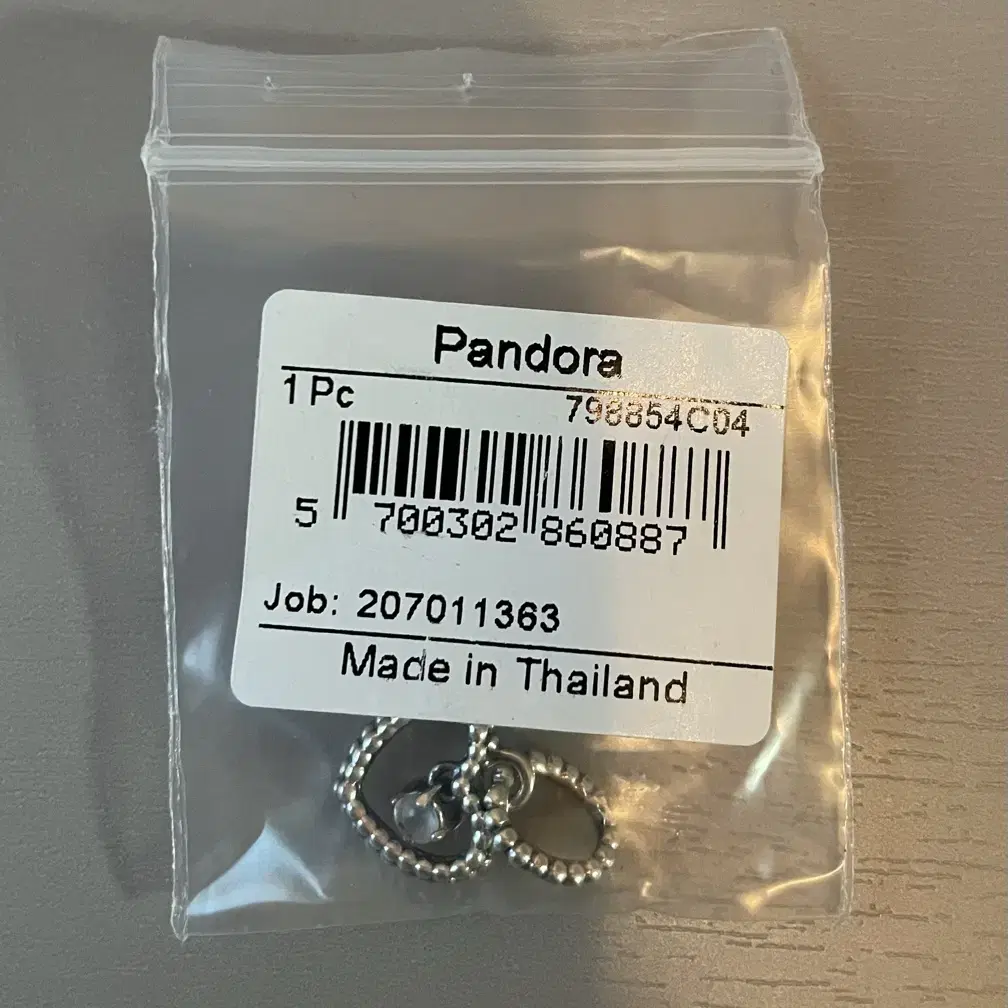 Pandora
1 Pc 798854C04
5 700302 860887
Job: 207011363
Made in Thailand